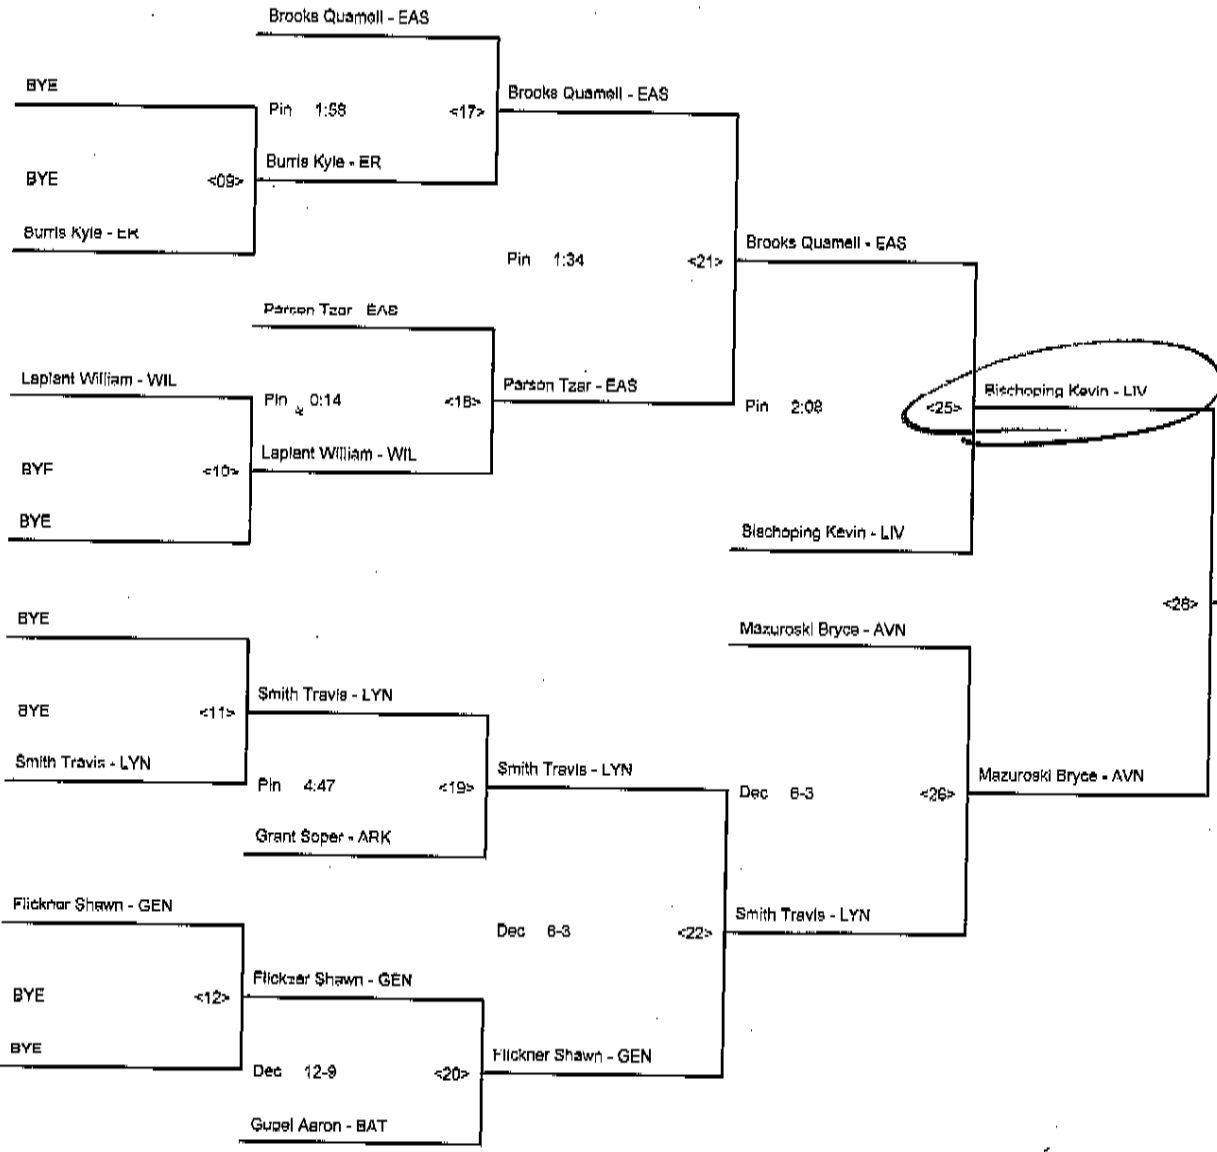 Brooks Quamell - EAS
BYE
Pin 1:58 <17>
Brooks Quamell - EAS
BYE <09>
Burris Kyle - ER
Burris Kyle - ER
Pin 1:34 <21>
Brooks Quamell - EAS
Parson Tzar - EAS
Laplant William - WIL
Pin 0:14 <18>
Parson Tzar - EAS
Pin 2:08 <25>
Bischoping Kevin - LIV
BYE <10>
Laplant William - WIL
BYE
Bischoping Kevin - LIV
<28>
BYE
Mazuroski Bryce - AVN
BYE <11>
Smith Travis - LYN
Smith Travis - LYN
Pin 4:47 <19>
Smith Travis - LYN
Dec 6-3 <26>
Mazuroski Bryce - AVN
Grant Soper - ARK
Flickner Shawn - GEN
Dec 6-3 <22>
Smith Travis - LYN
BYE <12>
Flickner Shawn - GEN
BYE
Dec 12-9 <20>
Flickner Shawn - GEN
Gugel Aaron - BAT